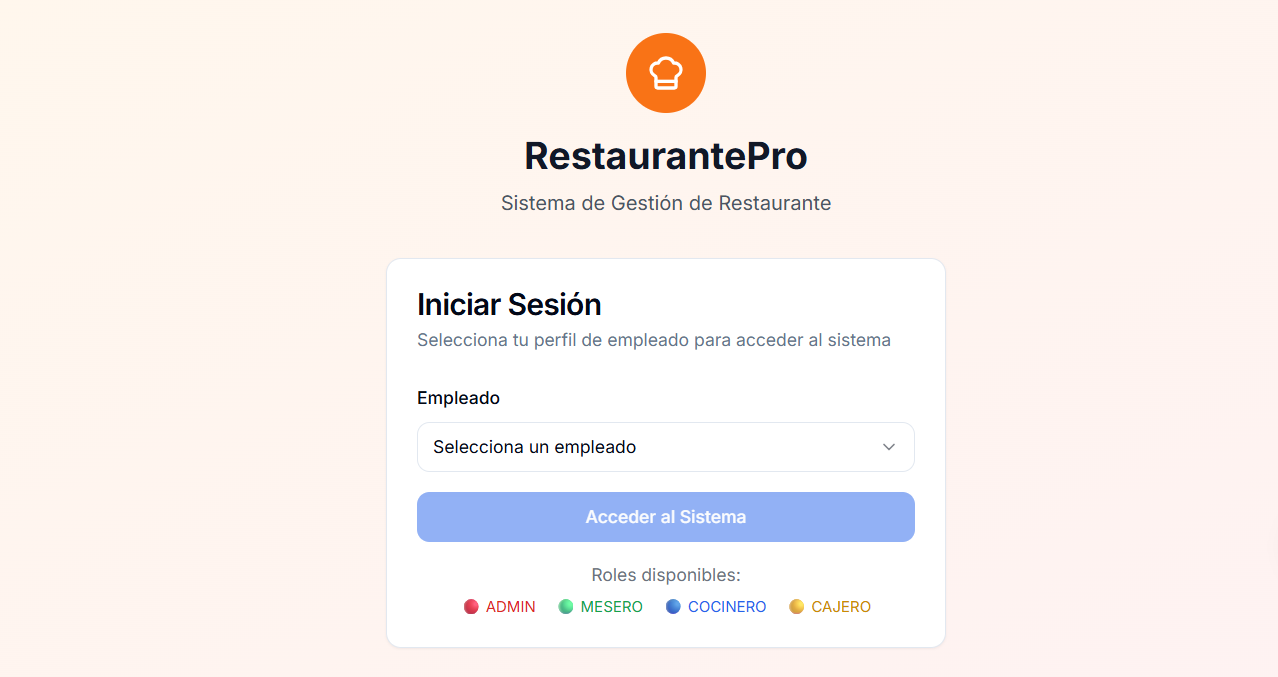 RestaurantePro
Sistema de Gestión de Restaurante
Iniciar Sesión
Selecciona tu perfil de empleado para acceder al sistema
Empleado
Selecciona un empleado
Acceder al Sistema
Roles disponibles:
ADMIN MESERO COCINERO CAJERO